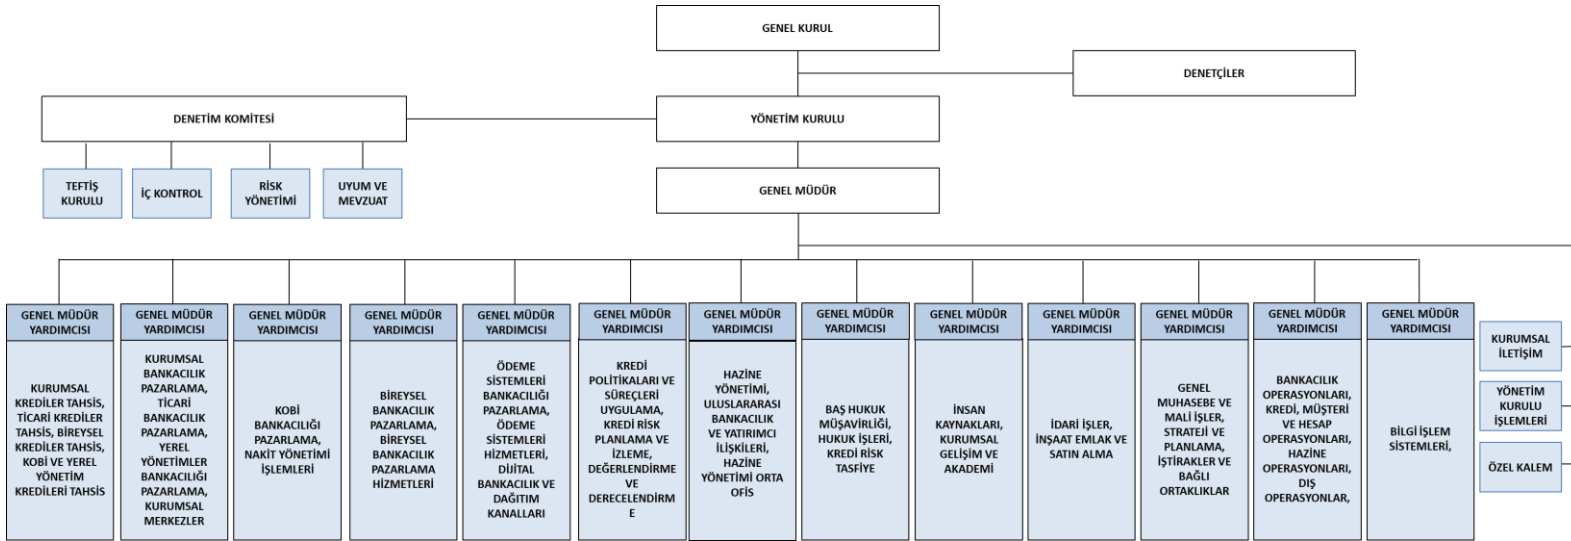 GENEL KURUL
DENETÇİLER
DENETİM KOMİTESİ
YÖNETİM KURULU
TEFTİŞ
KURULU
İÇ KONTROL
RİSK
YÖNETİMİ
UYUM VE
MEVZUAT
GENEL MÜDÜR
GENEL MÜDÜR
YARDIMCISI
KURUMSAL
KREDİLER TAHSİS,
TİCARİ KREDİLER
TAHSİS, BİREYSEL
KREDİLER TAHSİS,
KOBİ VE YEREL
YÖNETİM
KREDİLERİ TAHSİS
GENEL MÜDÜR
YARDIMCISI
KURUMSAL
BANKACILIK
PAZARLAMA,
TİCARİ
BANKACILIK
PAZARLAMA,
YEREL
YÖNETİMLER
BANKACILIĞI
PAZARLAMA,
KURUMSAL
MERKEZLER
GENEL MÜDÜR
YARDIMCISI
KOBİ
BANKACILIĞI
PAZARLAMA,
NAKİT YÖNETİMİ
İŞLEMLERİ
GENEL MÜDÜR
YARDIMCISI
BİREYSEL
BANKACILIK
PAZARLAMA,
BİREYSEL
BANKACILIK
PAZARLAMA
HİZMETLERİ
GENEL MÜDÜR
YARDIMCISI
ÖDEME
SİSTEMLERİ
BANKACILIĞI
PAZARLAMA,
ÖDEME
SİSTEMLERİ
HİZMETLERİ,
DİJİTAL
BANKACILIK VE
DAĞITIM
KANALLARI
GENEL MÜDÜR
YARDIMCISI
KREDİ
POLİTİKALARI VE
SÜREÇLERİ
UYGULAMA,
KREDİ RİSK
PLANLAMA VE
İZLEME,
DEĞERLENDİRME
VE
DERECELENDİRM
E
GENEL MÜDÜR
YARDIMCISI
HAZİNE
YÖNETİMİ,
ULUSLARARASI
BANKACILIK
VE YATIRIMCI
İLİŞKİLERİ,
HAZİNE
YÖNETİMİ ORTA
OFİS
GENEL MÜDÜR
YARDIMCISI
BAŞ HUKUK
MÜŞAVİRLİĞİ,
HUKUK İŞLERİ,
KREDİ RİSK
TASFİYE
GENEL MÜDÜR
YARDIMCISI
İNSAN
KAYNAKLARI,
KURUMSAL
GELİŞİM VE
AKADEMİ
GENEL MÜDÜR
YARDIMCISI
İDARİ İŞLER,
İNŞAAT EMLAK VE
SATIN ALMA
GENEL MÜDÜR
YARDIMCISI
GENEL
MUHASEBE VE
MALİ İŞLER,
STRATEJİ VE
PLANLAMA,
İŞTİRAKLER VE
BAĞLI
ORTAKLIKLAR
GENEL MÜDÜR
YARDIMCISI
BANKACILIK
OPERASYONLARI,
KREDİ, MÜŞTERİ
VE HESAP
OPERASYONLARI,
HAZİNE
OPERASYONLARI,
DIŞ
OPERASYONLAR,
GENEL MÜDÜR
YARDIMCISI
BİLGİ İŞLEM
SİSTEMLERİ,
KURUMSAL
İLETİŞİM
YÖNETİM
KURULU
İŞLEMLERİ
ÖZEL KALEM